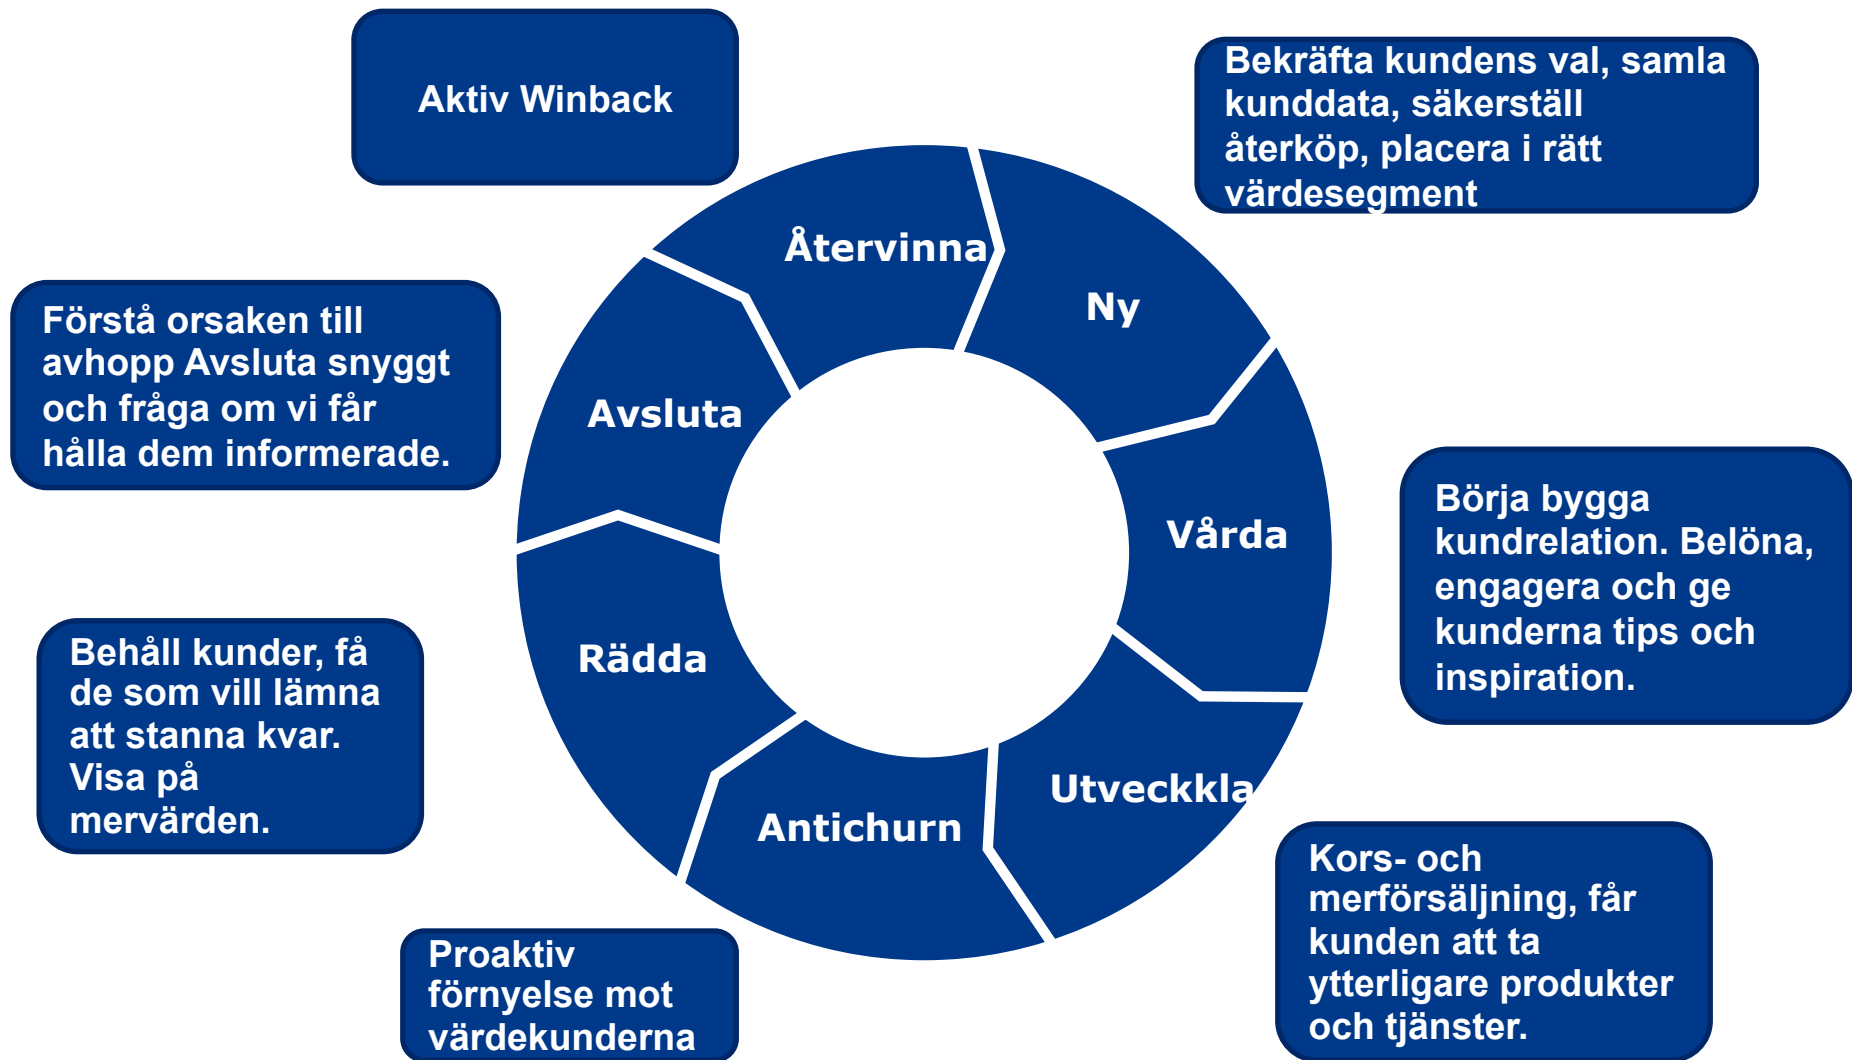 Aktiv Winback
Bekräfta kundens val, samla
kunddata, säkerställ
återköp, placera i rätt
värdesegment
Återvinna
Ny
Förstå orsaken till
avhopp Avsluta snyggt
och fråga om vi får
hålla dem informerade.
Avsluta
Vårda
Börja bygga
kundrelation. Belöna,
engagera och ge
kunderna tips och
inspiration.
Rädda
Behåll kunder, få
de som vill lämna
att stanna kvar.
Visa på
mervärden.
Utveckkla
Antichurn
Kors- och
merförsäljning, får
kunden att ta
ytterligare produkter
och tjänster.
Proaktiv
förnyelse mot
värdekunderna